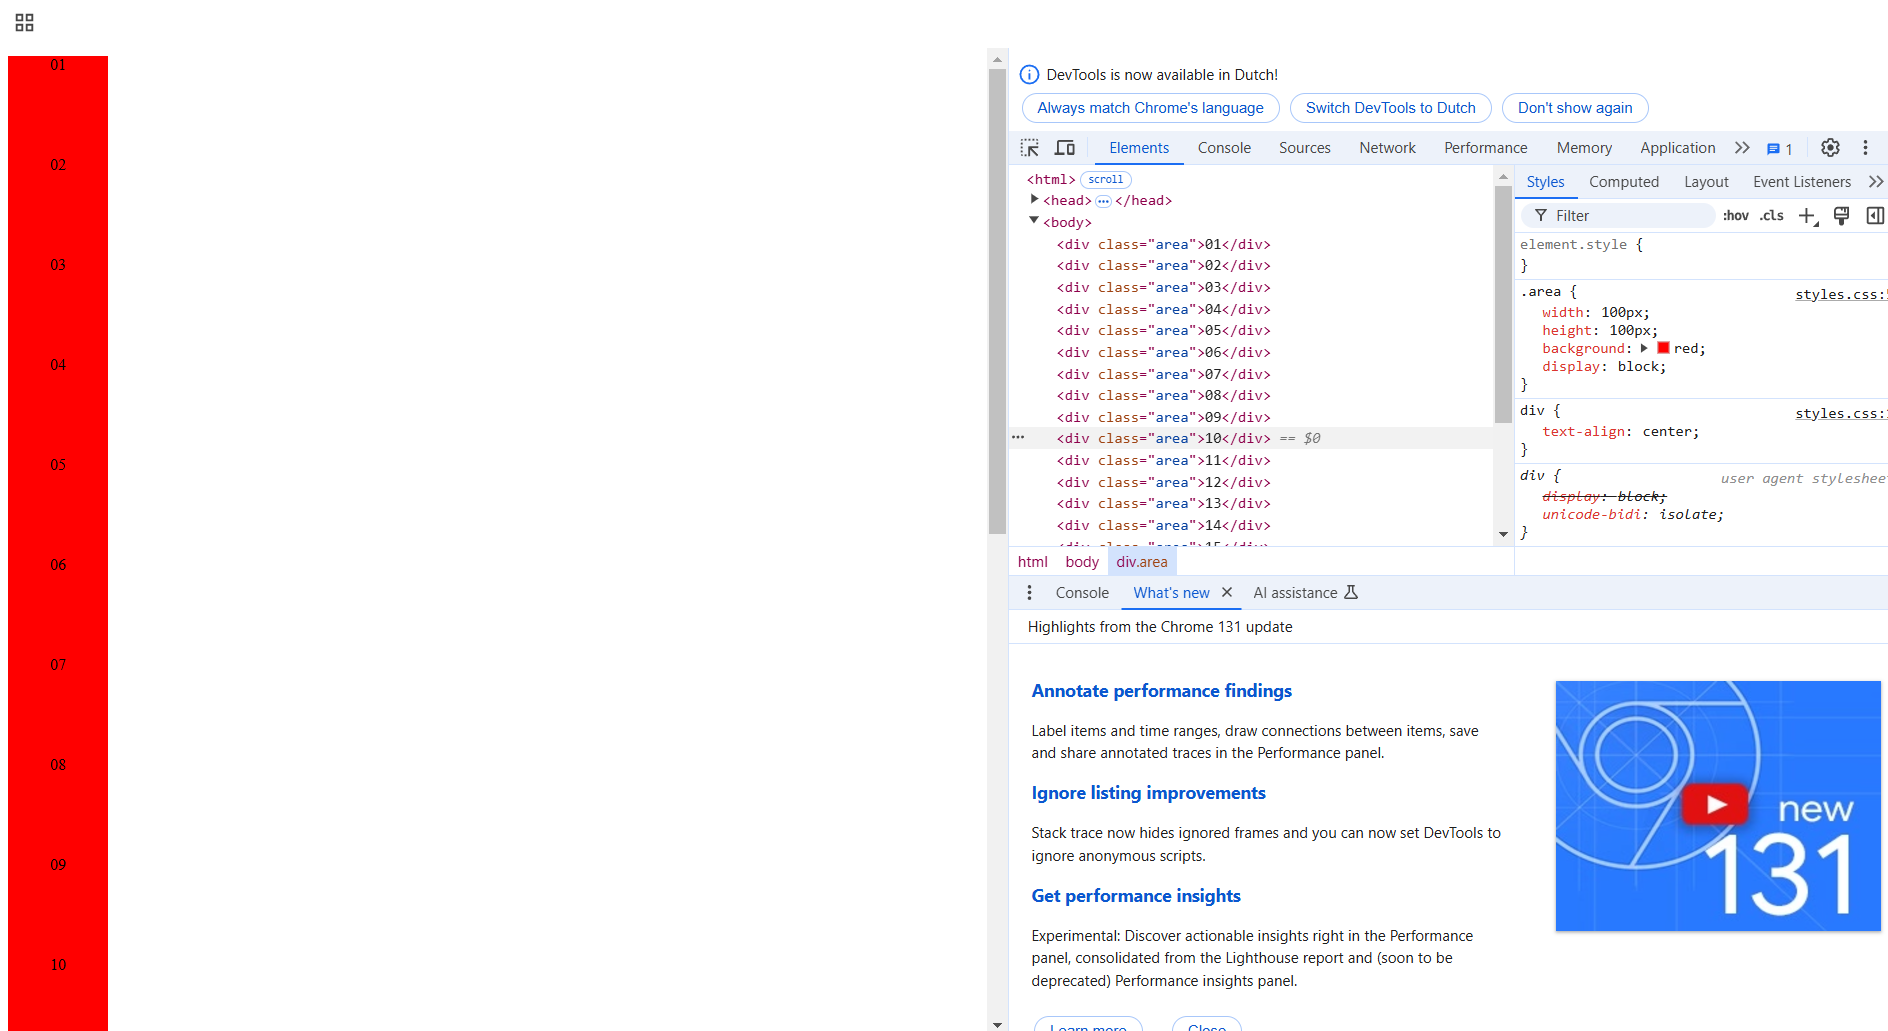 01
02
03
04
05
06
07
08
09
10
DevTools is now available in Dutch!
Always match Chrome's language Switch DevTools to Dutch Don't show again
Elements Console Sources Network Performance Memory Application 1
<html> scroll
<head> ... </head>
<body>
<div class="area">01</div>
<div class="area">02</div>
<div class="area">03</div>
<div class="area">04</div>
<div class="area">05</div>
<div class="area">06</div>
<div class="area">07</div>
<div class="area">08</div>
<div class="area">09</div>
<div class="area">10</div> == $0
<div class="area">11</div>
<div class="area">12</div>
<div class="area">13</div>
<div class="area">14</div>
<div class="area">15</div>
html body div.area
Styles Computed Layout Event Listeners
Filter :hov .cls
element.style {
}
.area { styles.css:
width: 100px;
height: 100px;
background: red;
display: block;
}
div { styles.css:
text-align: center;
}
div { user agent stylesheet
display: block;
unicode-bidi: isolate;
}
Console What's new AI assistance
Highlights from the Chrome 131 update
Annotate performance findings
Label items and time ranges, draw connections between items, save
and share annotated traces in the Performance panel.
Ignore listing improvements
Stack trace now hides ignored frames and you can now set DevTools to
ignore anonymous scripts.
Get performance insights
Experimental: Discover actionable insights right in the Performance
panel, consolidated from the Lighthouse report and (soon to be
deprecated) Performance insights panel.
Learn more Close
new
131